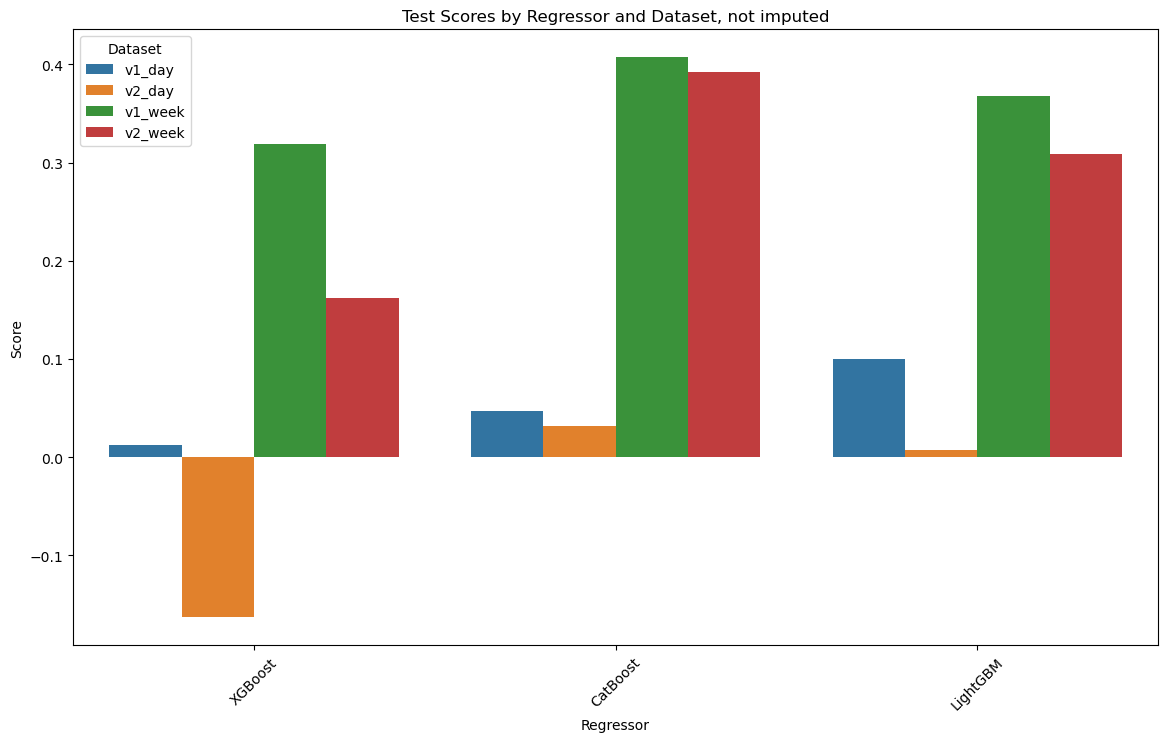 Test Scores by Regressor and Dataset, not imputed
Dataset
v1_day
v2_day
v1_week
v2_week
0.4
0.3
0.2
0.1
0.0
−0.1
Score
XGBoost
CatBoost
LightGBM
Regressor